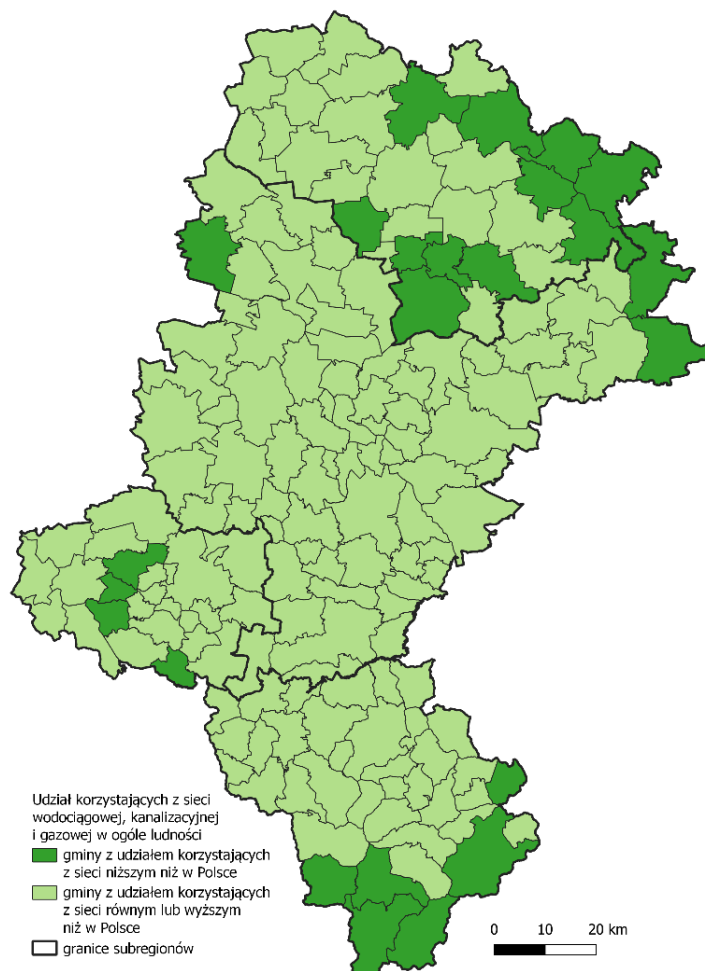 Udział korzystających z sieci
wodociągowej, kanalizacyjnej
i gazowej w ogóle ludności
gminy z udziałem korzystających
z sieci niższym niż w Polsce
gminy z udziałem korzystających
z sieci równym lub wyższym
niż w Polsce
granice subregionów
0 10 20 km